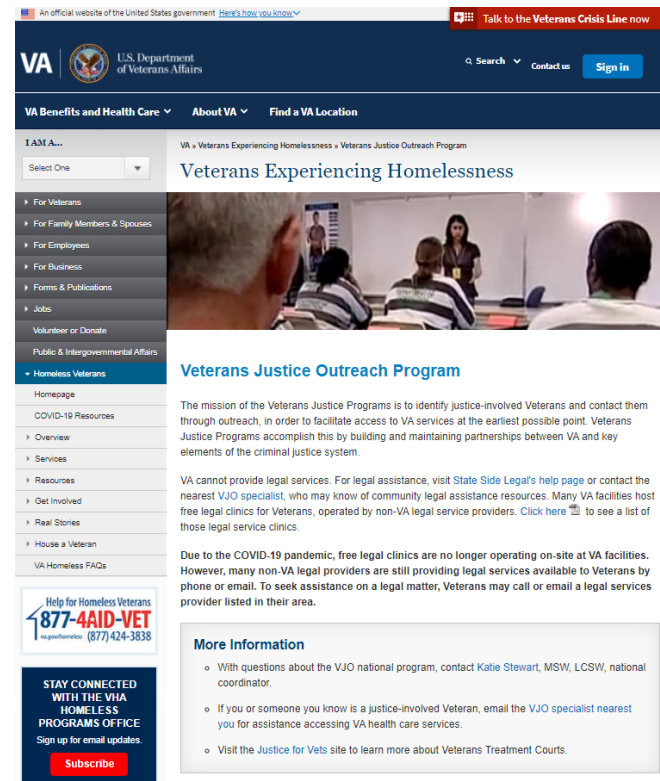 An official website of the United States government Here's how you know
Talk to the Veterans Crisis Line now
VA
U.S. Department
of Veterans Affairs
Search
Contact us
Sign in
VA Benefits and Health Care
About VA
Find a VA Location
I AM A...
Select One
VA » Veterans Experiencing Homelessness » Veterans Justice Outreach Program
Veterans Experiencing Homelessness
For Veterans
For Family Members & Spouses
For Employees
For Business
Forms & Publications
Jobs
Volunteer or Donate
Public & Intergovernmental Affairs
Homeless Veterans
Homepage
COVID-19 Resources
Overview
Services
Resources
Get Involved
Real Stories
House a Veteran
VA Homeless FAQs
Help for Homeless Veterans
877-4AID-VET
va.gov/homeless (877) 424-3838
STAY CONNECTED
WITH THE VHA
HOMELESS
PROGRAMS OFFICE
Sign up for email updates.
Subscribe
Veterans Justice Outreach Program
The mission of the Veterans Justice Programs is to identify justice-involved Veterans and contact them
through outreach, in order to facilitate access to VA services at the earliest possible point. Veterans
Justice Programs accomplish this by building and maintaining partnerships between VA and key
elements of the criminal justice system.
VA cannot provide legal services. For legal assistance, visit State Side Legal's help page or contact the
nearest VJO specialist, who may know of community legal assistance resources. Many VA facilities host
free legal clinics for Veterans, operated by non-VA legal service providers. Click here to see a list of
those legal service clinics.
Due to the COVID-19 pandemic, free legal clinics are no longer operating on-site at VA facilities.
However, many non-VA legal providers are still providing legal services available to Veterans by
phone or email. To seek assistance on a legal matter, Veterans may call or email a legal services
provider listed in their area.
More Information
With questions about the VJO national program, contact Katie Stewart, MSW, LCSW, national
coordinator.
If you or someone you know is a justice-involved Veteran, email the VJO specialist nearest
you for assistance accessing VA health care services.
Visit the Justice for Vets site to learn more about Veterans Treatment Courts.